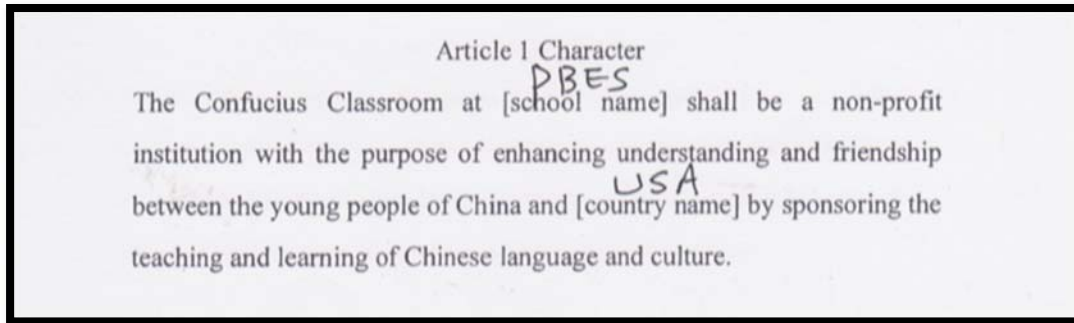 Article 1 Character
PBES
The Confucius Classroom at [school name] shall be a non-profit
institution with the purpose of enhancing understanding and friendship
USA
between the young people of China and [country name] by sponsoring the
teaching and learning of Chinese language and culture.